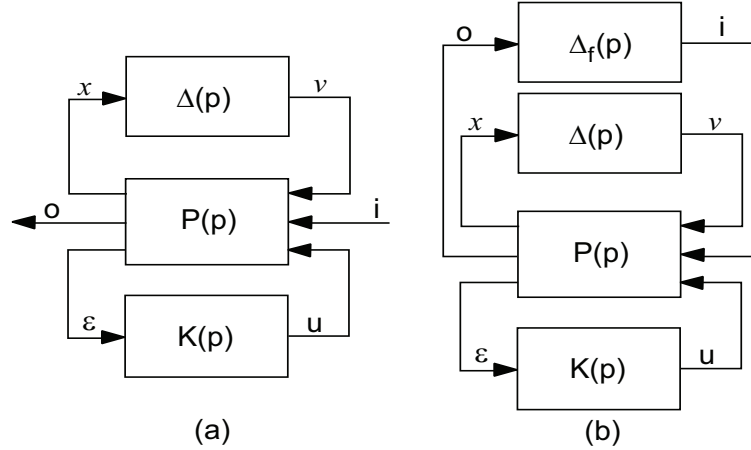 x Δ(p) v
o P(p) i
ε K(p) u
(a)
o Δf(p) i
x Δ(p) v
P(p)
ε K(p) u
(b)